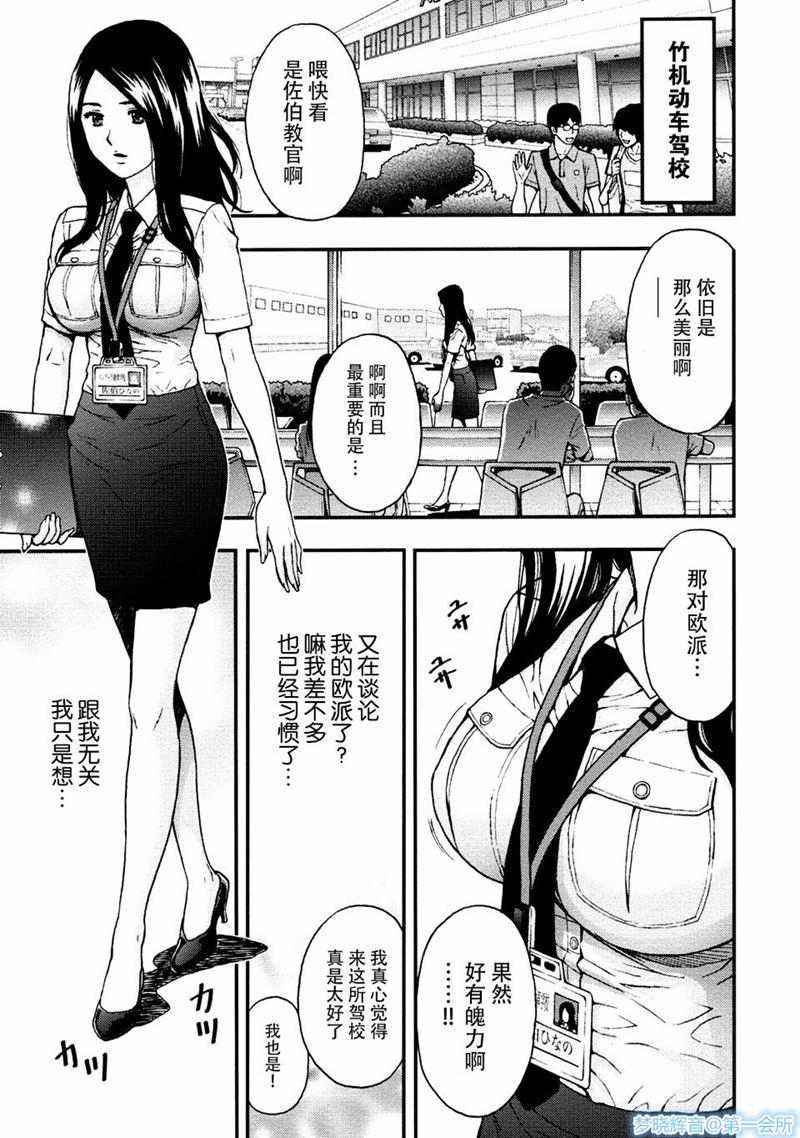 竹机动车驾校
喂快看
是佐伯教官
啊
依旧是
那么美丽啊
——
啊啊而且
最重要的是…
那对欧派…
ユサ
ユサ
果然
好有魄力啊
……!!
又在谈论
我的欧派了?
嘛我差不多
也已经习惯了…
我真心觉得
来这所驾校
真是太好了
我也是!
跟我无关
我只是想…
カツ
カツ
佐伯ひなの
伯ひなの
梦晓辉音@第一会所